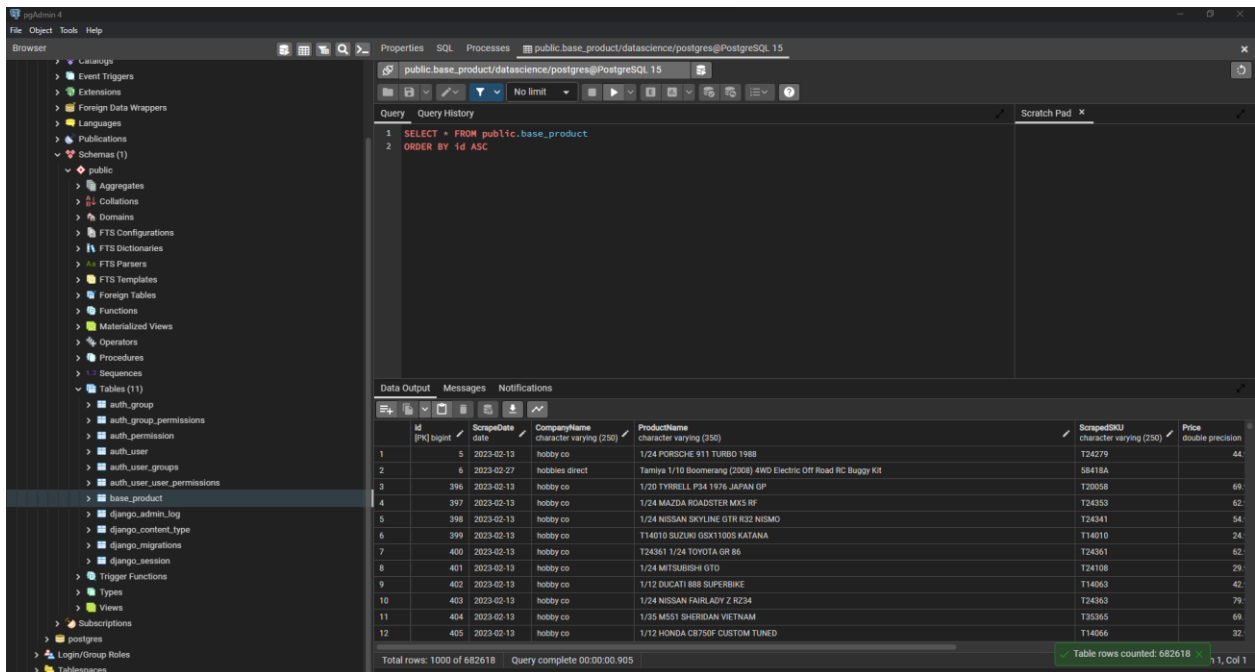 pgAdmin 4
File Object Tools Help
Browser
Properties SQL Processes public.base_product/datascience/postgres@PostgreSQL 15
Catalogs
Event Triggers
Extensions
Foreign Data Wrappers
Languages
Publications
Schemas (1)
public
Aggregates
Collations
Domains
FTS Configurations
FTS Dictionaries
FTS Parsers
FTS Templates
Foreign Tables
Functions
Materialized Views
Operators
Procedures
Sequences
Tables (11)
auth_group
auth_group_permissions
auth_permission
auth_user
auth_user_groups
auth_user_user_permissions
base_product
django_admin_log
django_content_type
django_migrations
django_session
Trigger Functions
Types
Views
Subscriptions
postgres
Login/Group Roles
Tablespaces
public.base_product/datascience/postgres@PostgreSQL 15
No limit
Query Query History
Scratch Pad
1 SELECT * FROM public.base_product
2 ORDER BY id ASC
Data Output Messages Notifications
id ScrapeDate CompanyName ProductName ScrapedSKU Price
[PK] bigint date character varying (250) character varying (350) character varying (250) double precision
1 5 2023-02-13 hobby co 1/24 PORSCHE 911 TURBO 1988 T24279 44.
2 6 2023-02-27 hobbies direct Tamiya 1/10 Boomerang (2008) 4WD Electric Off Road RC Buggy Kit 58418A
3 396 2023-02-13 hobby co 1/20 TYRRELL P34 1976 JAPAN GP T20058 69.
4 397 2023-02-13 hobby co 1/24 MAZDA ROADSTER MX5 RF T24353 62.
5 398 2023-02-13 hobby co 1/24 NISSAN SKYLINE GTR R32 NISMO T24341 54.
6 399 2023-02-13 hobby co T14010 SUZUKI GSX1100S KATANA T14010 24.
7 400 2023-02-13 hobby co T24361 1/24 TOYOTA GR 86 T24361 62.
8 401 2023-02-13 hobby co 1/24 MITSUBISHI GTO T24108 29.
9 402 2023-02-13 hobby co 1/12 DUCATI 888 SUPERBIKE T14063 42.
10 403 2023-02-13 hobby co 1/24 NISSAN FAIRLADY Z RZ34 T24363 79.
11 404 2023-02-13 hobby co 1/35 M551 SHERIDAN VIETNAM T35365 69.
12 405 2023-02-13 hobby co 1/12 HONDA CB750F CUSTOM TUNED T14066 32.
Total rows: 1000 of 682618 Query complete 00:00:00.905
Table rows counted: 682618
1, Col 1